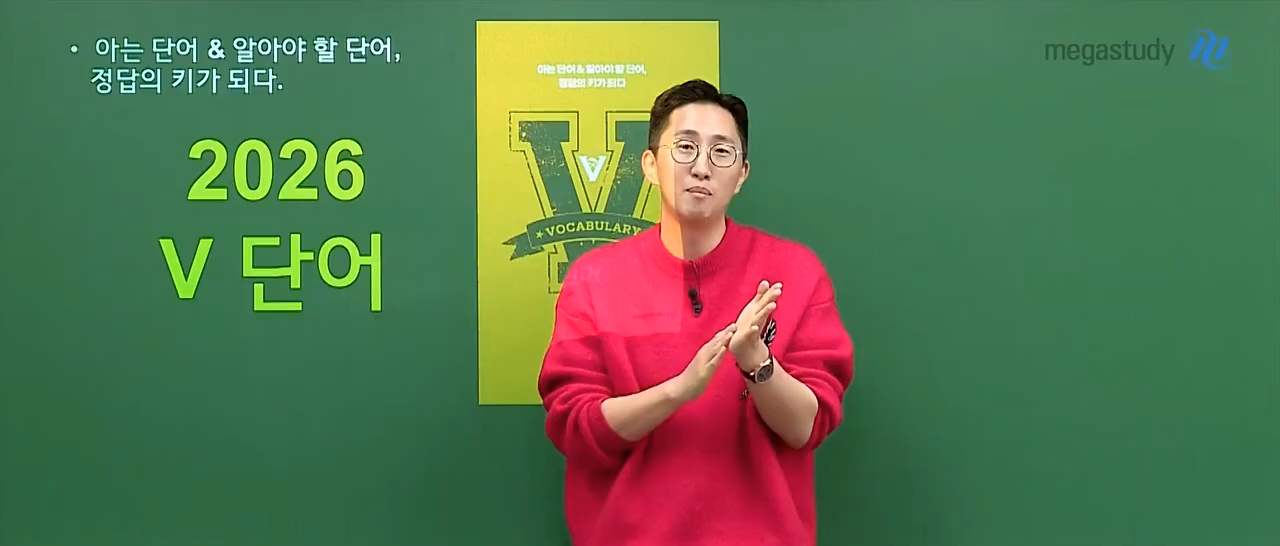 • 아는 단어 & 알아야 할 단어,
정답의 키가 되다.
2026
V 단어
아는 단어 & 알아야 할 단어,
정답의 키가 되다
V
V
VOCABULARY
megastudy